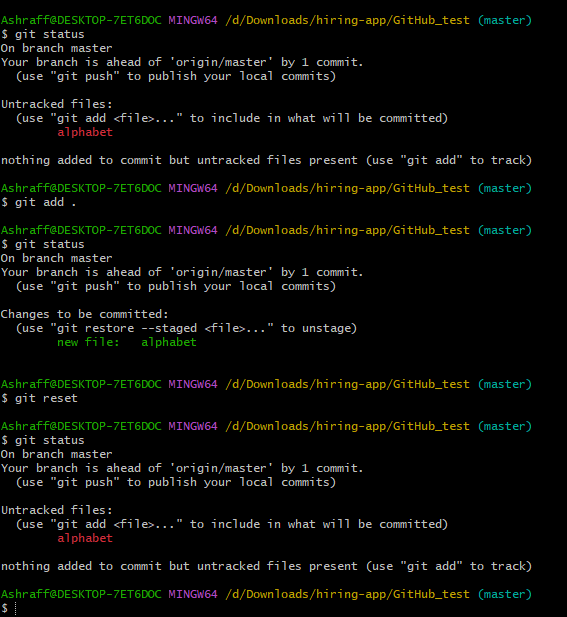 Ashraff@DESKTOP-7ET6DOC MINGW64 /d/Downloads/hiring-app/GitHub_test (master)
$ git status
On branch master
Your branch is ahead of 'origin/master' by 1 commit.
  (use "git push" to publish your local commits)

Untracked files:
  (use "git add <file>..." to include in what will be committed)
        alphabet

nothing added to commit but untracked files present (use "git add" to track)

Ashraff@DESKTOP-7ET6DOC MINGW64 /d/Downloads/hiring-app/GitHub_test (master)
$ git add .

Ashraff@DESKTOP-7ET6DOC MINGW64 /d/Downloads/hiring-app/GitHub_test (master)
$ git status
On branch master
Your branch is ahead of 'origin/master' by 1 commit.
  (use "git push" to publish your local commits)

Changes to be committed:
  (use "git restore --staged <file>..." to unstage)
        new file:   alphabet


Ashraff@DESKTOP-7ET6DOC MINGW64 /d/Downloads/hiring-app/GitHub_test (master)
$ git reset

Ashraff@DESKTOP-7ET6DOC MINGW64 /d/Downloads/hiring-app/GitHub_test (master)
$ git status
On branch master
Your branch is ahead of 'origin/master' by 1 commit.
  (use "git push" to publish your local commits)

Untracked files:
  (use "git add <file>..." to include in what will be committed)
        alphabet

nothing added to commit but untracked files present (use "git add" to track)

Ashraff@DESKTOP-7ET6DOC MINGW64 /d/Downloads/hiring-app/GitHub_test (master)
$